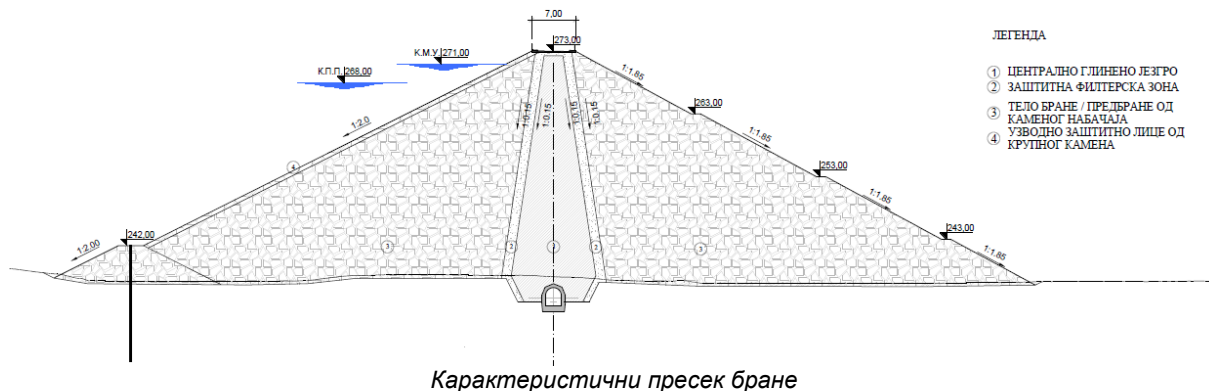 7,00
273,00
К.М.У. 271,00
К.П.П. 268,00
1:2.0
1:0.15
1:0.15
1:0.15
1:0.15
1:1.85
263,00
1:1.85
253,00
1:1.85
243,00
1:1.85
242,00
1:2.00
4
3
2
1
2
3
ЛЕГЕНДА
1 ЦЕНТРАЛНО ГЛИНЕНО ЈЕЗГРО
2 ЗАШТИТНА ФИЛТЕРСКА ЗОНА
3 ТЕЛО БРАНЕ / ПРЕДБРАНЕ ОД
КАМЕНОГ НАБАЧАЈА
4 УЗВОДНО ЗАШТИТНО ЛИЦЕ ОД
КРУПНОГ КАМЕНА
Карактеристични пресек бране